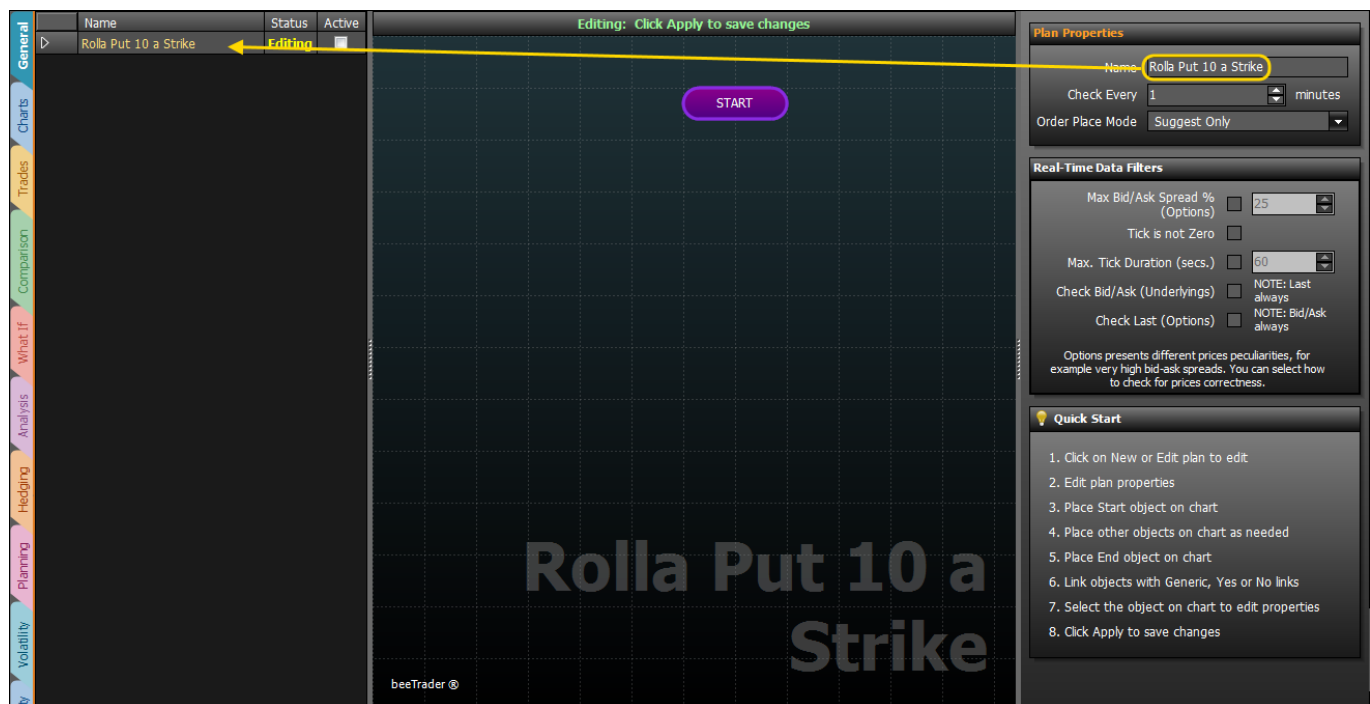 General
Charts
Trades
Comparison
What If
Analysis
Hedging
Planning
Volatility
Name Status Active
Rolla Put 10 a Strike Editing
Editing: Click Apply to save changes
START
Rolla Put 10 a
Strike
beeTrader ®
Plan Properties
Name Rolla Put 10 a Strike
Check Every 1 minutes
Order Place Mode Suggest Only
Real-Time Data Filters
Max Bid/Ask Spread % 25
(Options)
Tick is not Zero
Max. Tick Duration (secs.) 60
Check Bid/Ask (Underlyings) NOTE: Last
always
Check Last (Options) NOTE: Bid/Ask
always
Options presents different prices peculiarities, for
example very high bid-ask spreads. You can select how
to check for prices correctness.
Quick Start
1. Click on New or Edit plan to edit
2. Edit plan properties
3. Place Start object on chart
4. Place other objects on chart as needed
5. Place End object on chart
6. Link objects with Generic, Yes or No links
7. Select the object on chart to edit properties
8. Click Apply to save changes